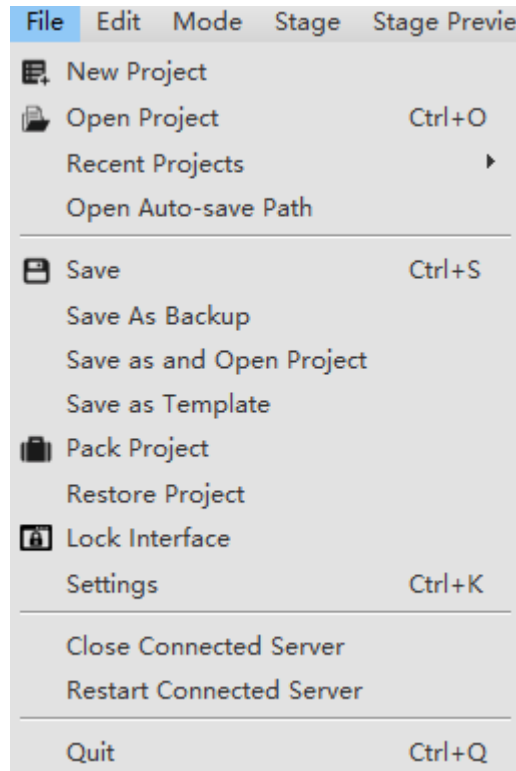 File Edit Mode Stage Stage Previe
New Project
Open Project Ctrl+O
Recent Projects
Open Auto-save Path
Save Ctrl+S
Save As Backup
Save as and Open Project
Save as Template
Pack Project
Restore Project
Lock Interface
Settings Ctrl+K
Close Connected Server
Restart Connected Server
Quit Ctrl+Q